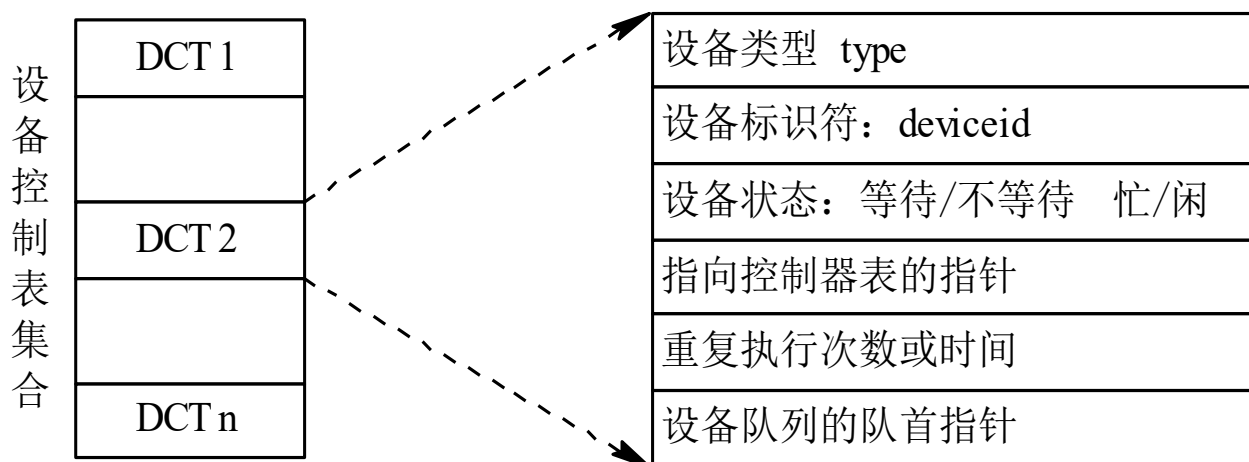 设备控制表集合
DCT 1
DCT 2
DCT n
设备类型 type
设备标识符：deviceid
设备状态：等待/不等待 忙/闲
指向控制器表的指针
重复执行次数或时间
设备队列的队首指针